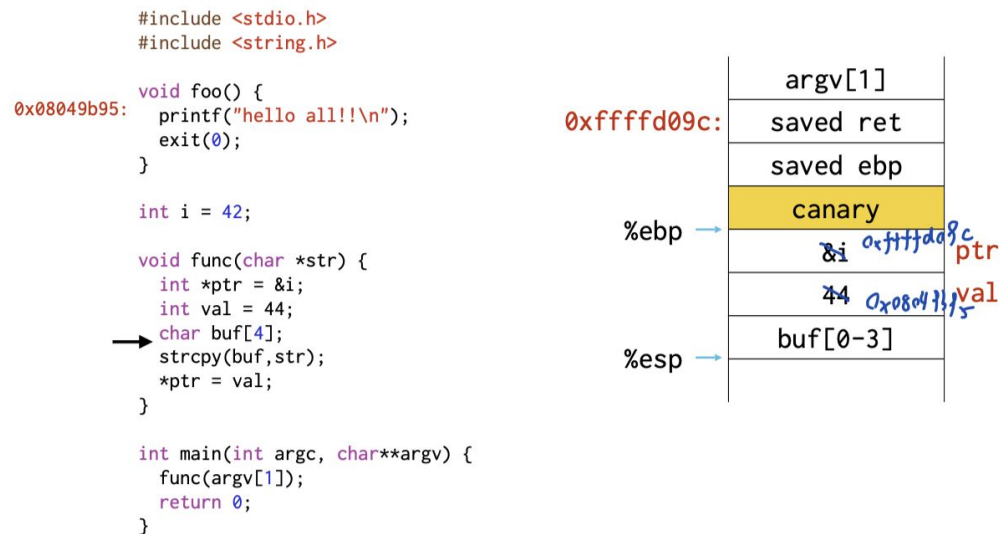 #include <stdio.h>
#include <string.h>
void foo() {
0x08049b95:
printf("hello all!!\n");
exit(0);
}
int i = 42;
void func(char *str) {
int *ptr = &i;
int val = 44;
char buf[4];
strcpy(buf,str);
*ptr = val;
}
int main(int argc, char**argv) {
func(argv[1]);
return 0;
}
argv[1]
0xffffd09c: saved ret
saved ebp
canary
%ebp
&i 0xffffd09c ptr
44 val
buf[0-3]
%esp